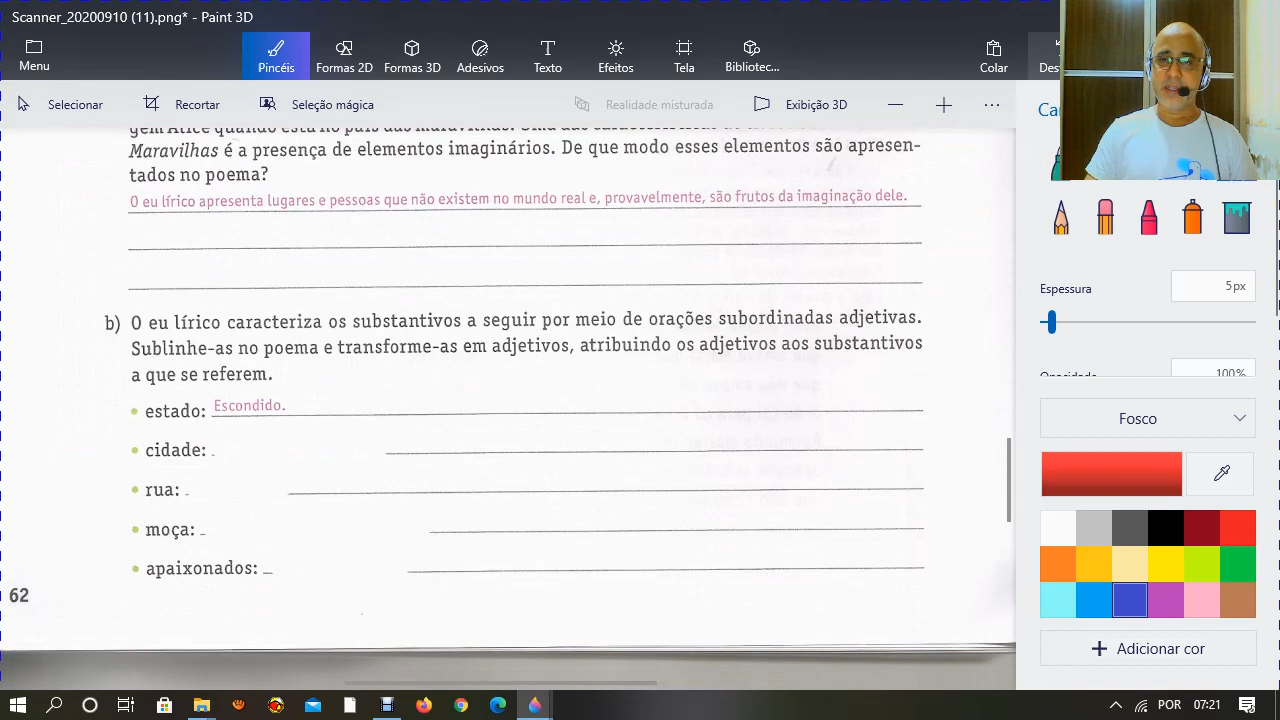 Scanner_20200910 (11).png* - Paint 3D
Menu
Pincéis
Formas 2D
Formas 3D
Adesivos
Texto
Efeitos
Tela
Bibliotec...
Colar
Selecionar
Recortar
Seleção mágica
Realidade misturada
Exibição 3D
Maravilhas é a presença de elementos imaginários. De que modo esses elementos são apresen-
tados no poema?
O eu lírico apresenta lugares e pessoas que não existem no mundo real e, provavelmente, são frutos da imaginação dele.
b) O eu lírico caracteriza os substantivos a seguir por meio de orações subordinadas adjetivas.
Sublinhe-as no poema e transforme-as em adjetivos, atribuindo os adjetivos aos substantivos
a que se referem.
• estado: Escondido.
• cidade:
• rua:
• moça:
• apaixonados:
62
Espessura
5px
100%
Fosco
Adicionar cor
POR
07:21